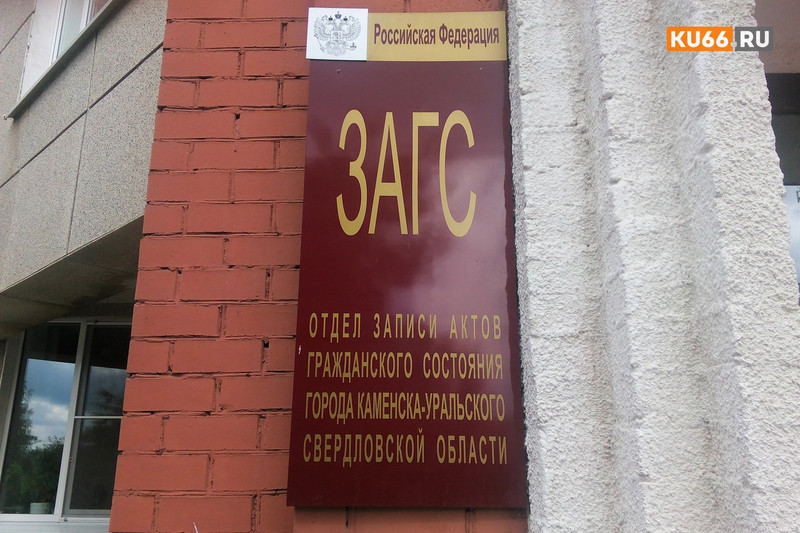 KU66.RU
Российская Федерация
ЗАГС
ОТДЕЛ ЗАПИСИ АКТОВ
ГРАЖДАНСКОГО СОСТОЯНИЯ
ГОРОДА КАМЕНСКА-УРАЛЬСКОГО
СВЕРДЛОВСКОЙ ОБЛАСТИ